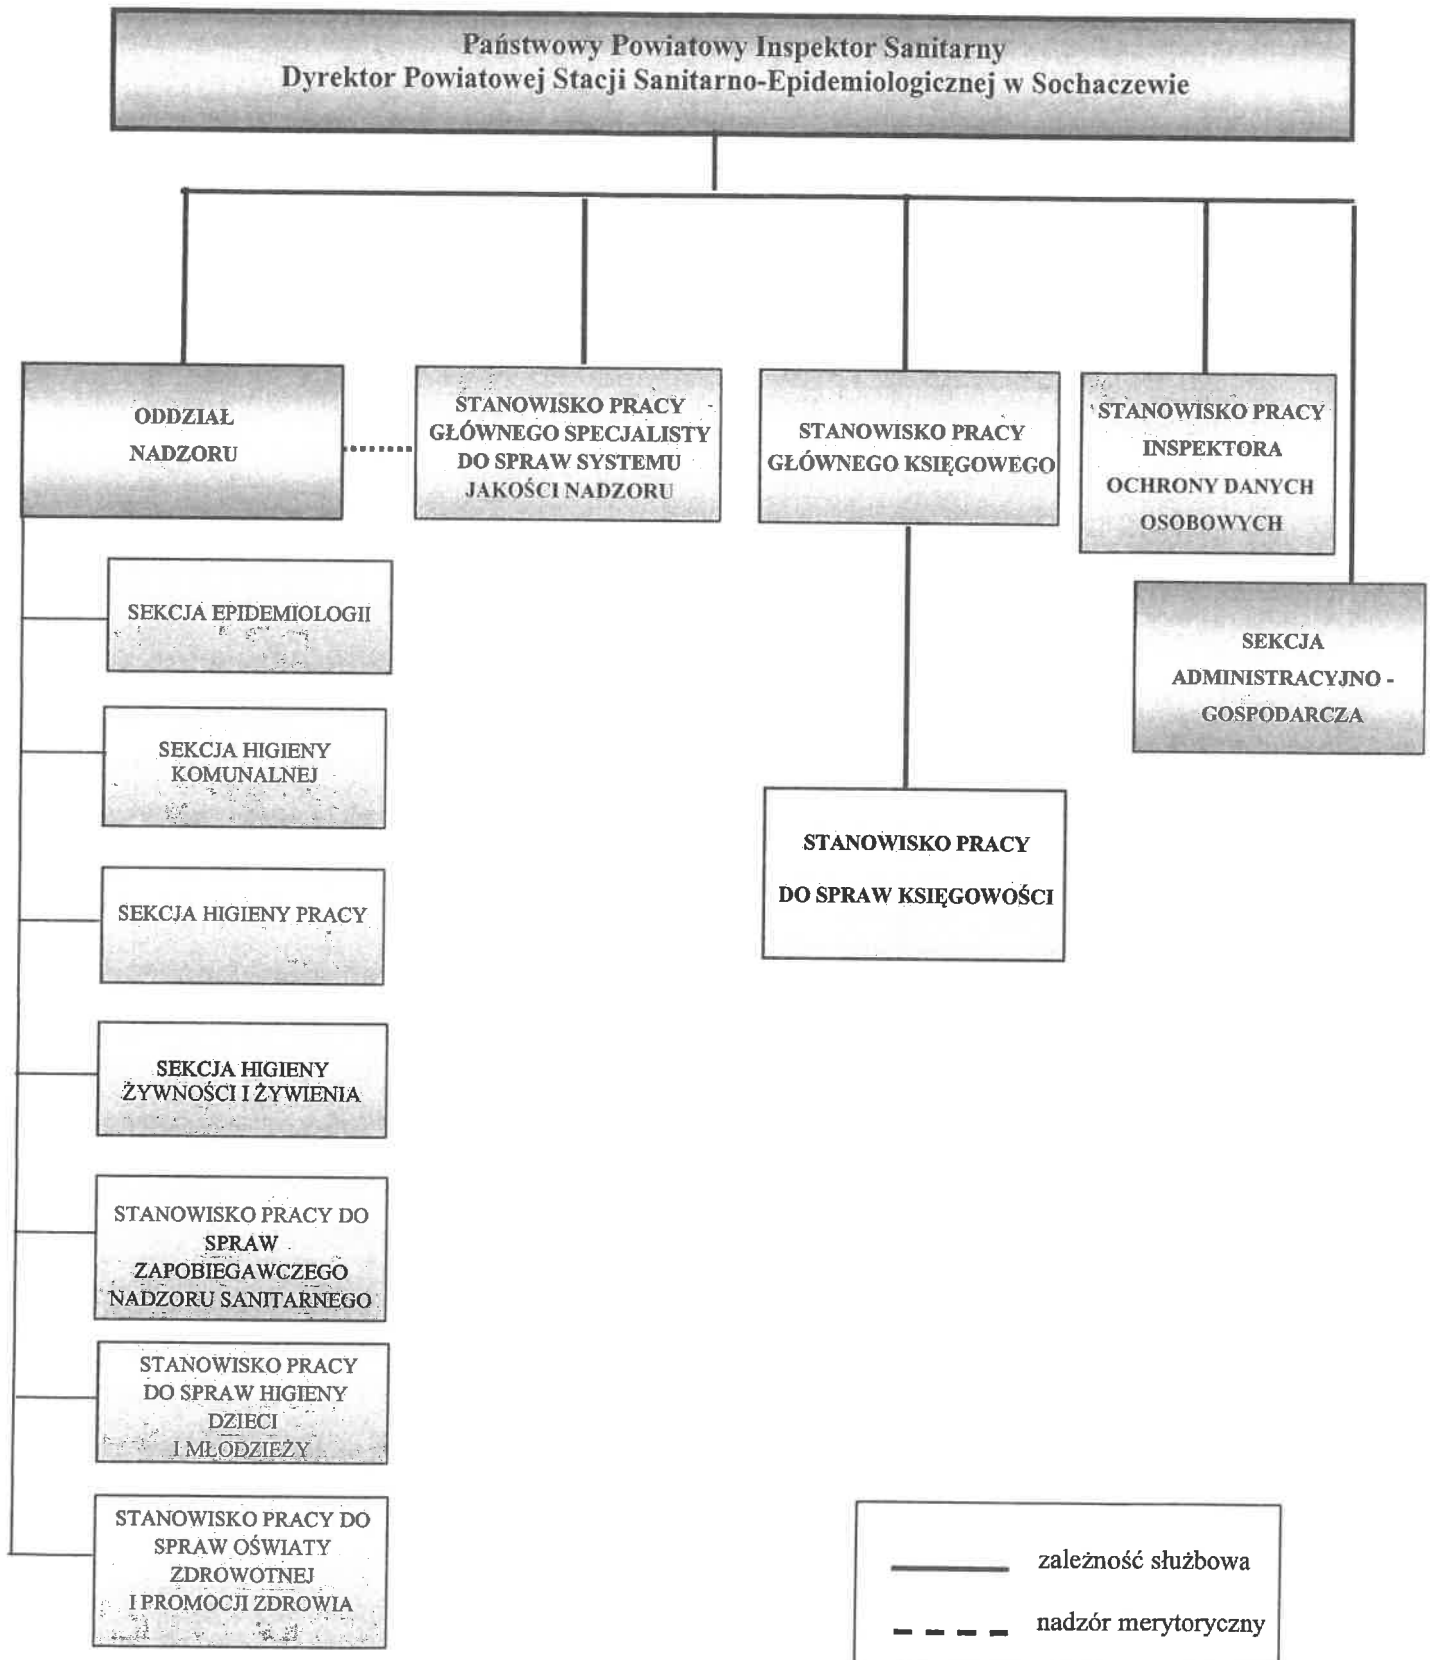 Państwowy Powiatowy Inspektor Sanitarny
Dyrektor Powiatowej Stacji Sanitarno-Epidemiologicznej w Sochaczewie
ODDZIAŁ
NADZORU
STANOWISKO PRACY
GŁÓWNEGO SPECJALISTY
DO SPRAW SYSTEMU
JAKOŚCI NADZORU
STANOWISKO PRACY
GŁÓWNEGO KSIĘGOWEGO
STANOWISKO PRACY
INSPEKTORA
OCHRONY DANYCH
OSOBOWYCH
SEKCJA EPIDEMIOLOGII
SEKCJA
ADMINISTRACYJNO -
GOSPODARCZA
SEKCJA HIGIENY
KOMUNALNEJ
STANOWISKO PRACY
DO SPRAW KSIĘGOWOŚCI
SEKCJA HIGIENY PRACY
SEKCJA HIGIENY
ŻYWNOŚCI I ŻYWIENIA
STANOWISKO PRACY DO
SPRAW
ZAPOBIEGAWCZEGO
NADZORU SANITARNEGO
STANOWISKO PRACY
DO SPRAW HIGIENY
DZIECI
I MŁODZIEŻY
STANOWISKO PRACY DO
SPRAW OŚWIATY
ZDROWOTNEJ
I PROMOCJI ZDROWIA
zależność służbowa
nadzór merytoryczny